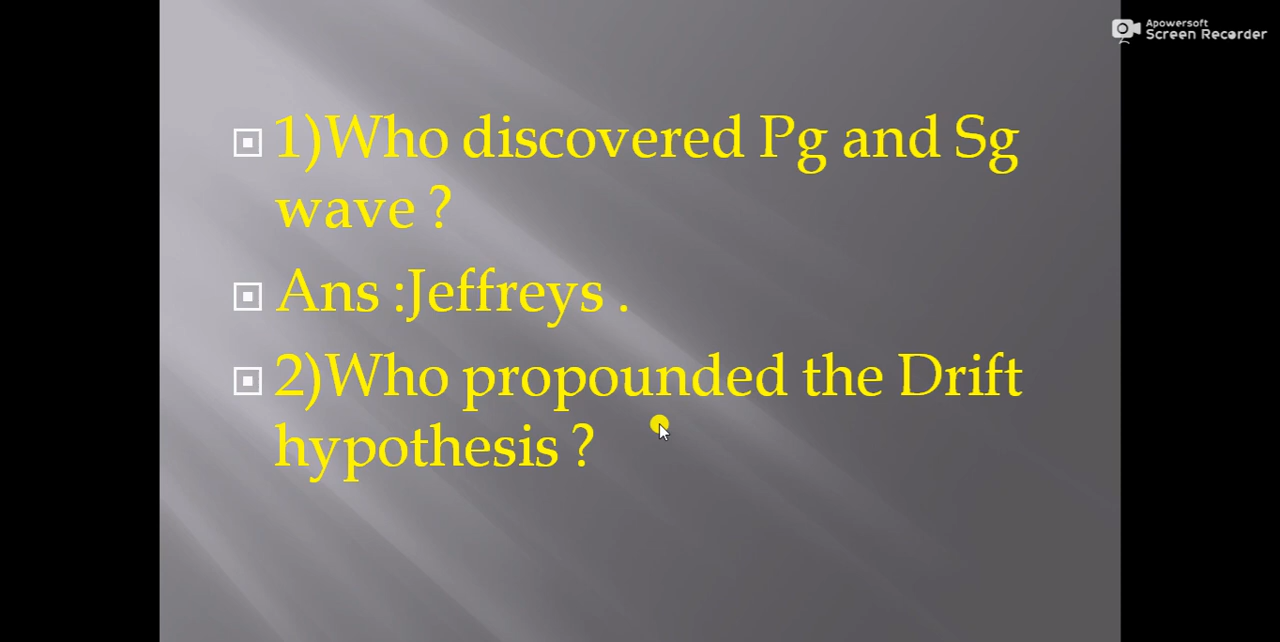 Apowersoft
Screen Recorder
1)Who discovered Pg and Sg
wave ?
Ans :Jeffreys .
2)Who propounded the Drift
hypothesis ?